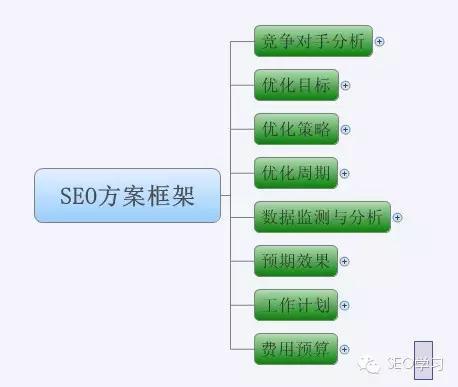 SEO方案框架
竞争对手分析
优化目标
优化策略
优化周期
数据监测与分析
预期效果
工作计划
费用预算
SEO学习